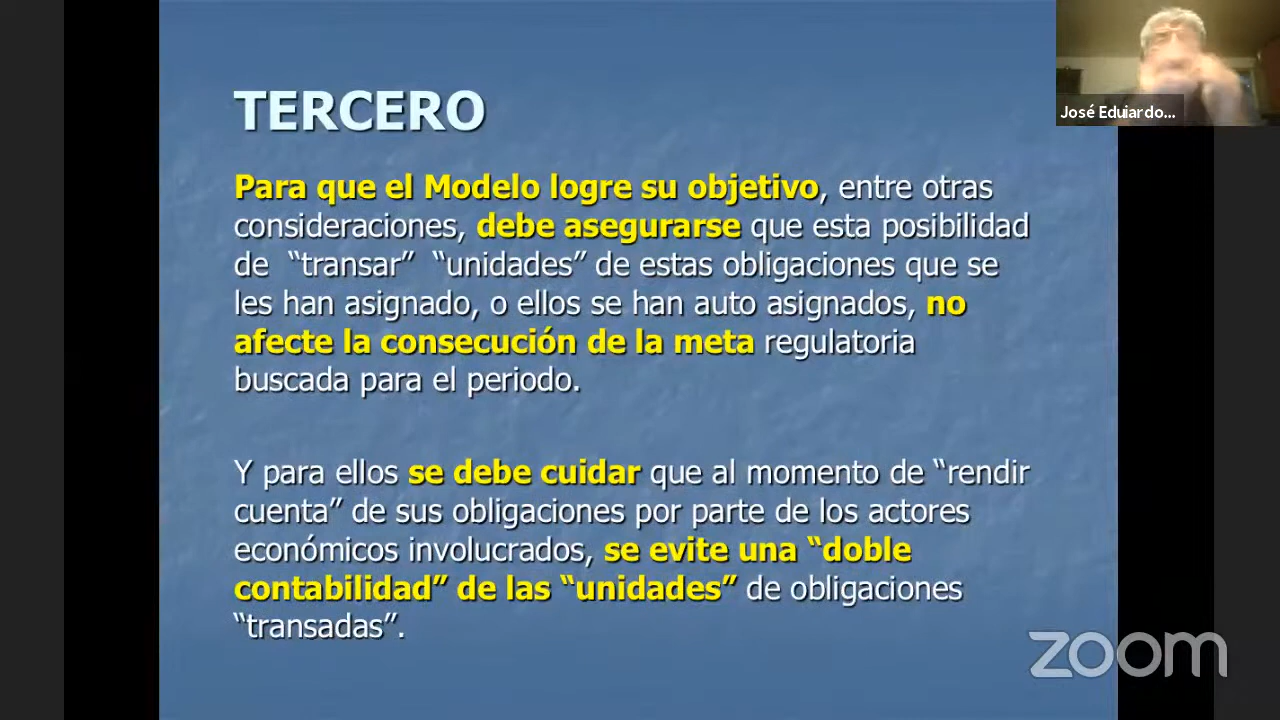 TERCERO
Para que el Modelo logre su objetivo, entre otras
consideraciones, debe asegurarse que esta posibilidad
de “transar” “unidades” de estas obligaciones que se
les han asignado, o ellos se han auto asignados, no
afecte la consecución de la meta regulatoria
buscada para el periodo.
Y para ellos se debe cuidar que al momento de “rendir
cuenta” de sus obligaciones por parte de los actores
económicos involucrados, se evite una “doble
contabilidad” de las “unidades” de obligaciones
“transadas”.
José Eduiardo...
zoom